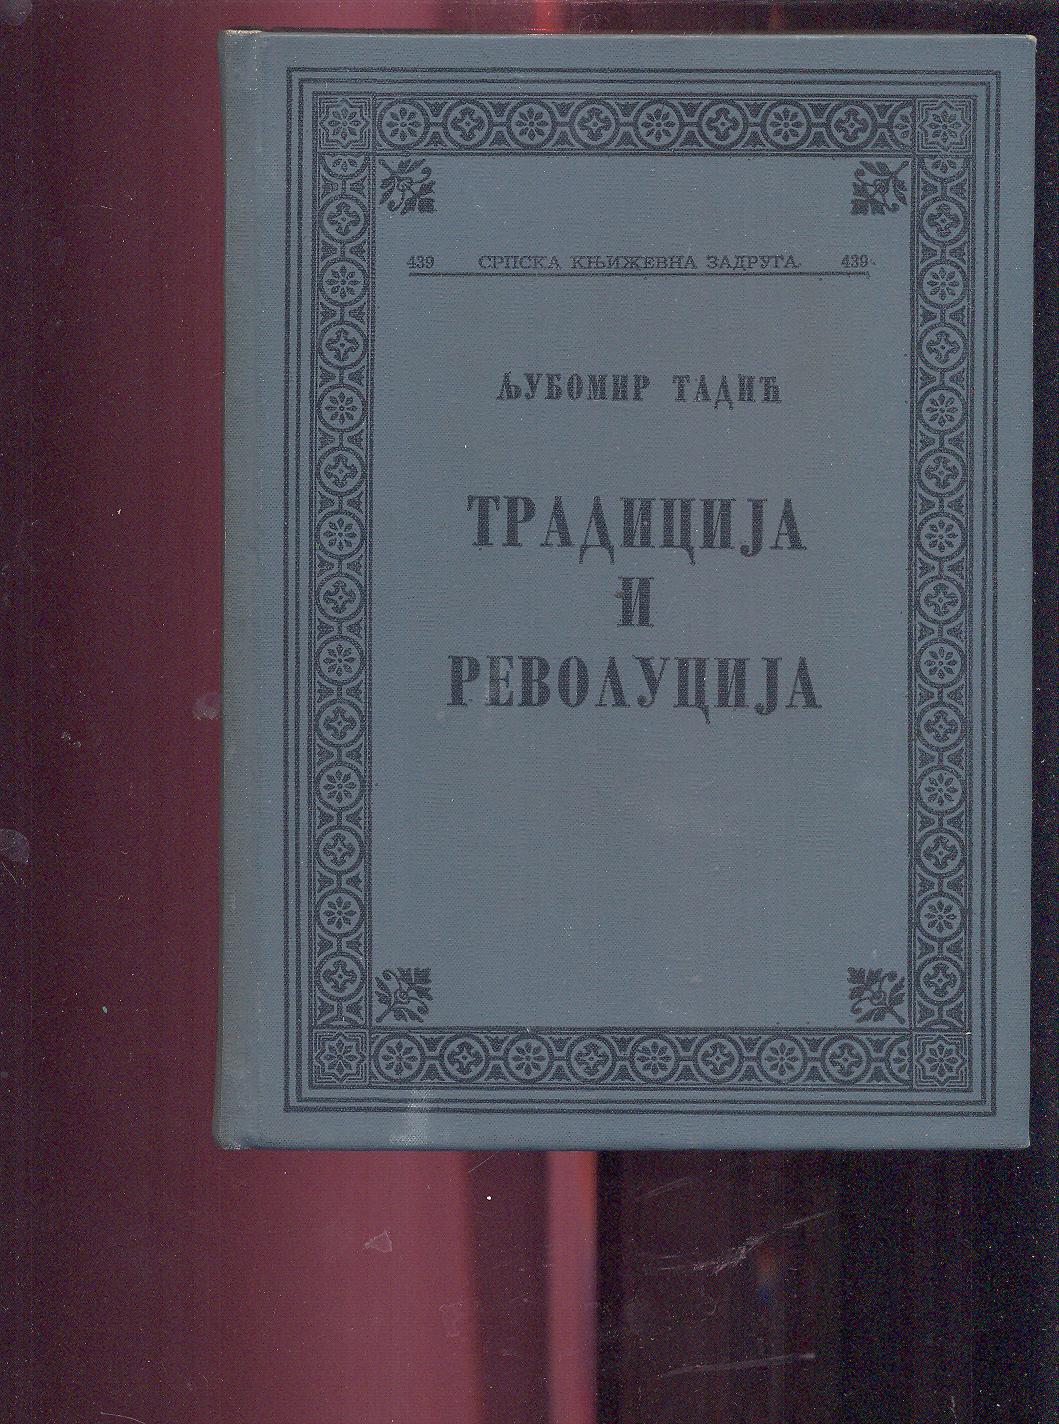 439 СРПСКА КЊИЖЕВНА ЗАДРУГА 439
ЉУБОМИР ТАДИЋ
ТРАДИЦИЈА
И
РЕВОЛУЦИЈА